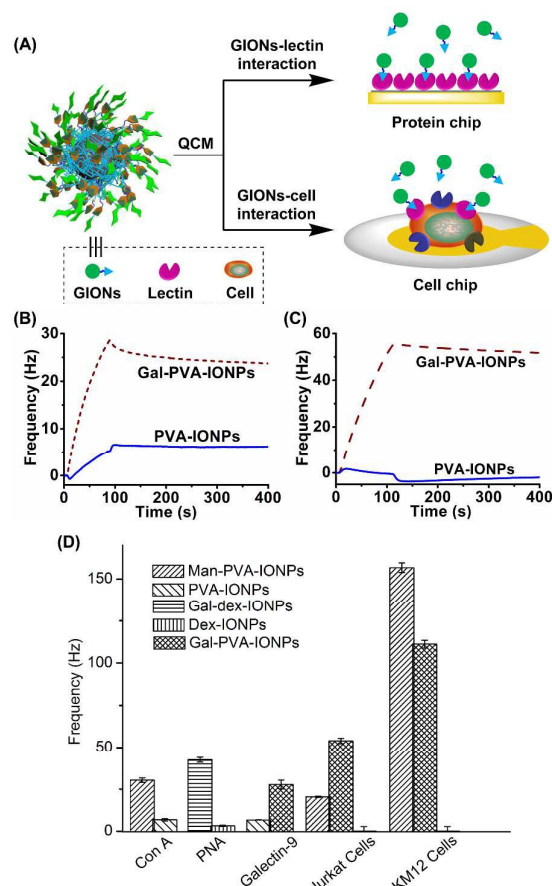 (A)
GIONs-lectin
interaction
QCM
GIONs-cell
interaction
Protein chip
Cell chip
GIONs
Lectin
Cell
(B)
30
20
10
0
Frequency (Hz)
Gal-PVA-IONPs
PVA-IONPs
0 100 200 300 400
Time (s)
(C)
60
40
20
0
Frequency (Hz)
Gal-PVA-IONPs
PVA-IONPs
0 100 200 300 400
Time (s)
(D)
Man-PVA-IONPs
PVA-IONPs
Gal-dex-IONPs
Dex-IONPs
Gal-PVA-IONPs
150
100
50
0
Frequency (Hz)
Con A
PNA
Galectin-9
Jurkat Cells
KM12 Cells